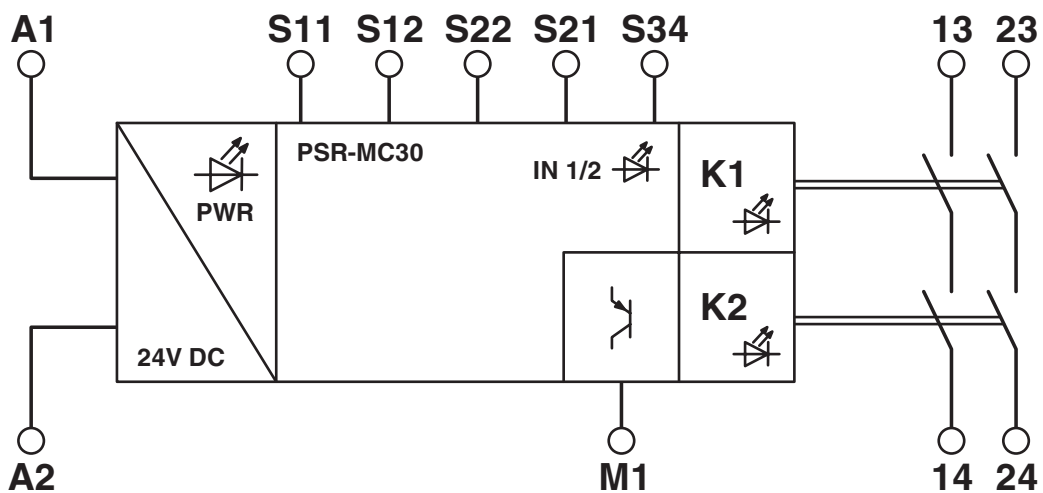 A1 S11 S12 S22 S21 S34 13 23
PSR-MC30
IN 1/2
K1
PWR
K2
24V DC
A2 M1 14 24